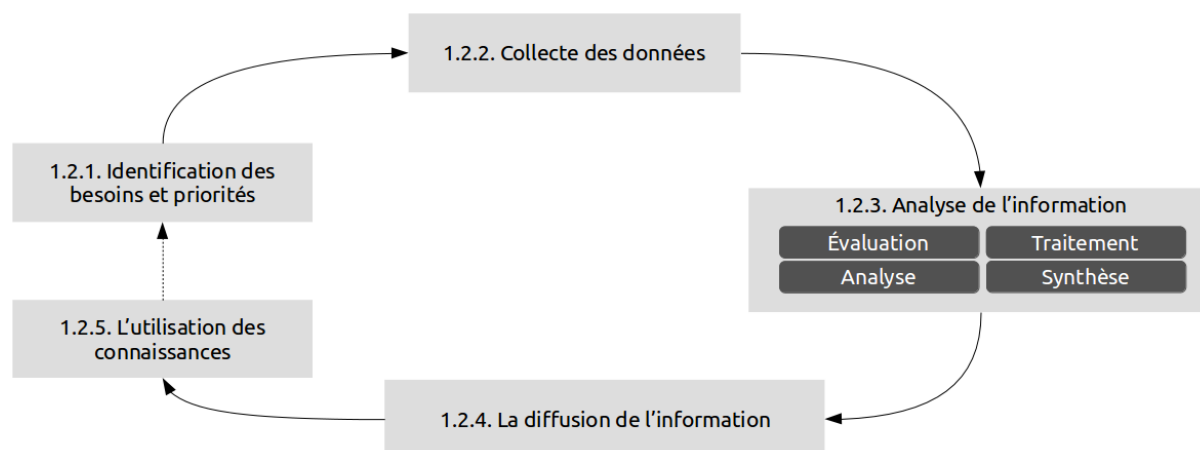 1.2.2. Collecte des données
1.2.1. Identification des
besoins et priorités
1.2.3. Analyse de l’information
Évaluation
Traitement
Analyse
Synthèse
1.2.5. L’utilisation des
connaissances
1.2.4. La diffusion de l’information